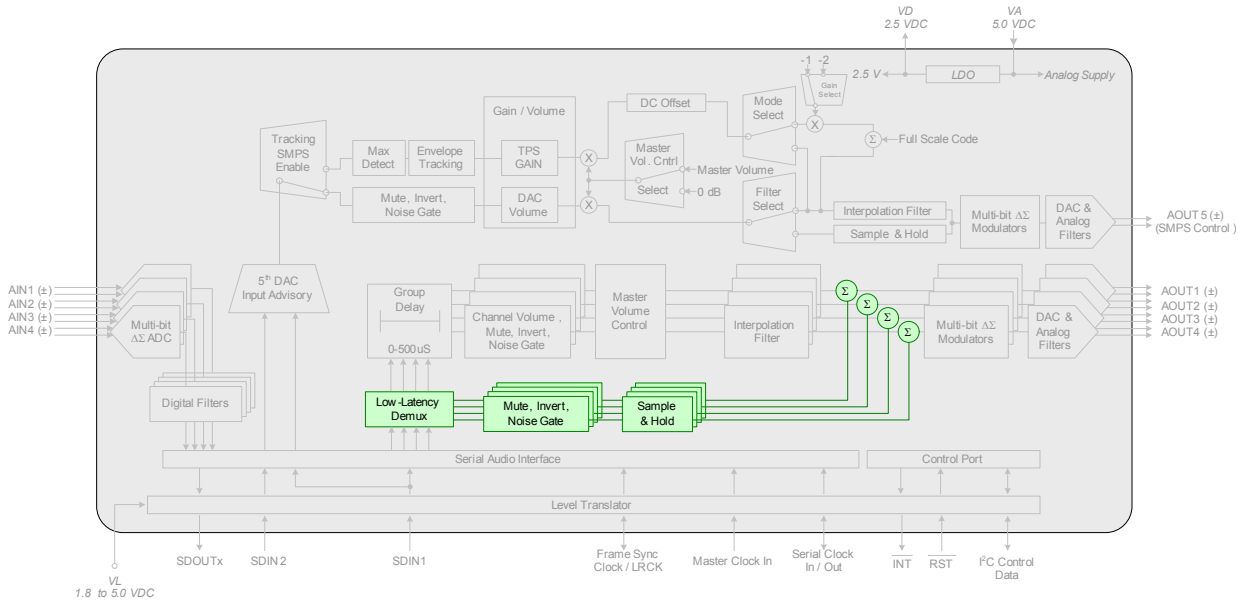 VD
2.5 VDC
VA
5.0 VDC
-1 -2
Gain
Select
2.5 V
LDO
Analog Supply
Tracking
SMPS
Enable
Max
Detect
Envelope
Tracking
Gain / Volume
TPS
GAIN
X
DC Offset
Mode
Select
X
Σ
Full Scale Code
Master
Vol. Cntrl
Select
Master Volume
0 dB
Mute, Invert,
Noise Gate
DAC
Volume
X
Filter
Select
Interpolation Filter
Sample & Hold
Multi-bit ΔΣ
Modulators
DAC &
Analog
Filters
AOUT5 (±)
(SMPS Control )
AIN1 (±)
AIN2 (±)
AIN3 (±)
AIN4 (±)
Multi-bit
ΔΣ ADC
5th DAC
Input Advisory
Group
Delay
0-500uS
Channel Volume ,
Mute, Invert,
Noise Gate
Master
Volume
Control
Interpolation
Filter
Σ
Σ
Σ
Σ
Multi-bit ΔΣ
Modulators
DAC &
Analog
Filters
AOUT1 (±)
AOUT2 (±)
AOUT3 (±)
AOUT4 (±)
Digital Filters
Low-Latency
Demux
Mute, Invert,
Noise Gate
Sample
& Hold
Serial Audio Interface
Control Port
Level Translator
VL
1.8 to 5.0 VDC
SDOUTx
SDIN2
SDIN1
Frame Sync
Clock / LRCK
Master Clock In
Serial Clock
In / Out
INT
RST
I²C Control
Data